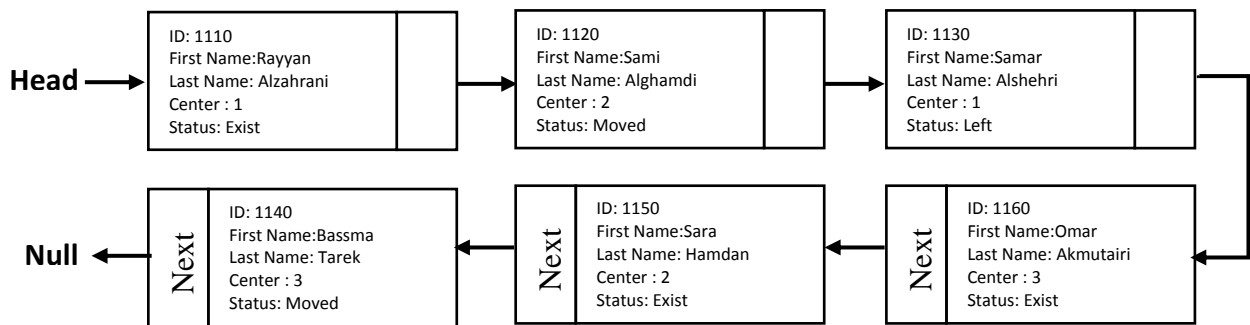 Head
ID: 1110
First Name:Rayyan
Last Name: Alzahrani
Center : 1
Status: Exist
ID: 1120
First Name:Sami
Last Name: Alghamdi
Center : 2
Status: Moved
ID: 1130
First Name:Samar
Last Name: Alshehri
Center : 1
Status: Left
Null
Next
ID: 1140
First Name:Bassma
Last Name: Tarek
Center : 3
Status: Moved
Next
ID: 1150
First Name:Sara
Last Name: Hamdan
Center : 2
Status: Exist
Next
ID: 1160
First Name:Omar
Last Name: Akmutairi
Center : 3
Status: Exist